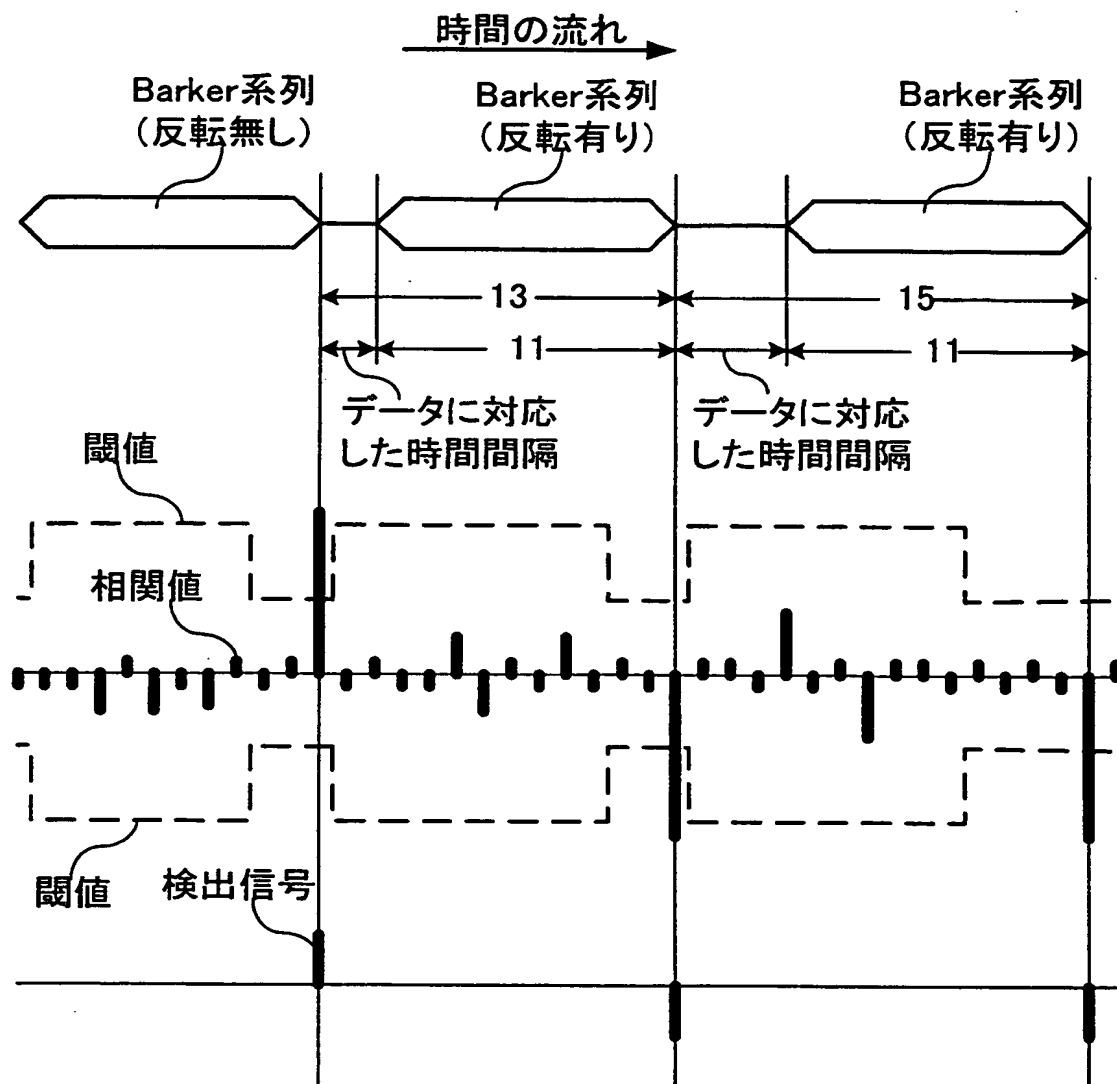 時間の流れ
Barker系列
(反転無し)
Barker系列
(反転有り)
Barker系列
(反転有り)
13
15
11
11
データに対応
した時間間隔
データに対応
した時間間隔
閾値
相関値
閾値
検出信号